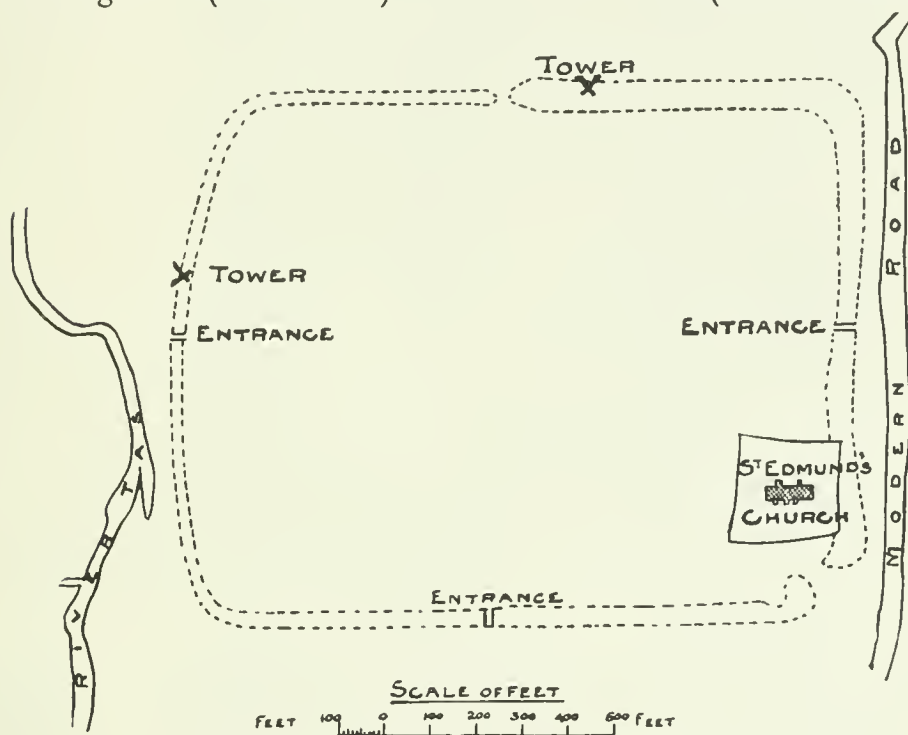 TOWER
TOWER
ENTRANCE
ENTRANCE
MODERN ROAD
RIVER TAS
ST EDMUNDS
CHURCH
ENTRANCE
SCALE OF FEET
FEET 100 0 100 200 300 400 500 FEET